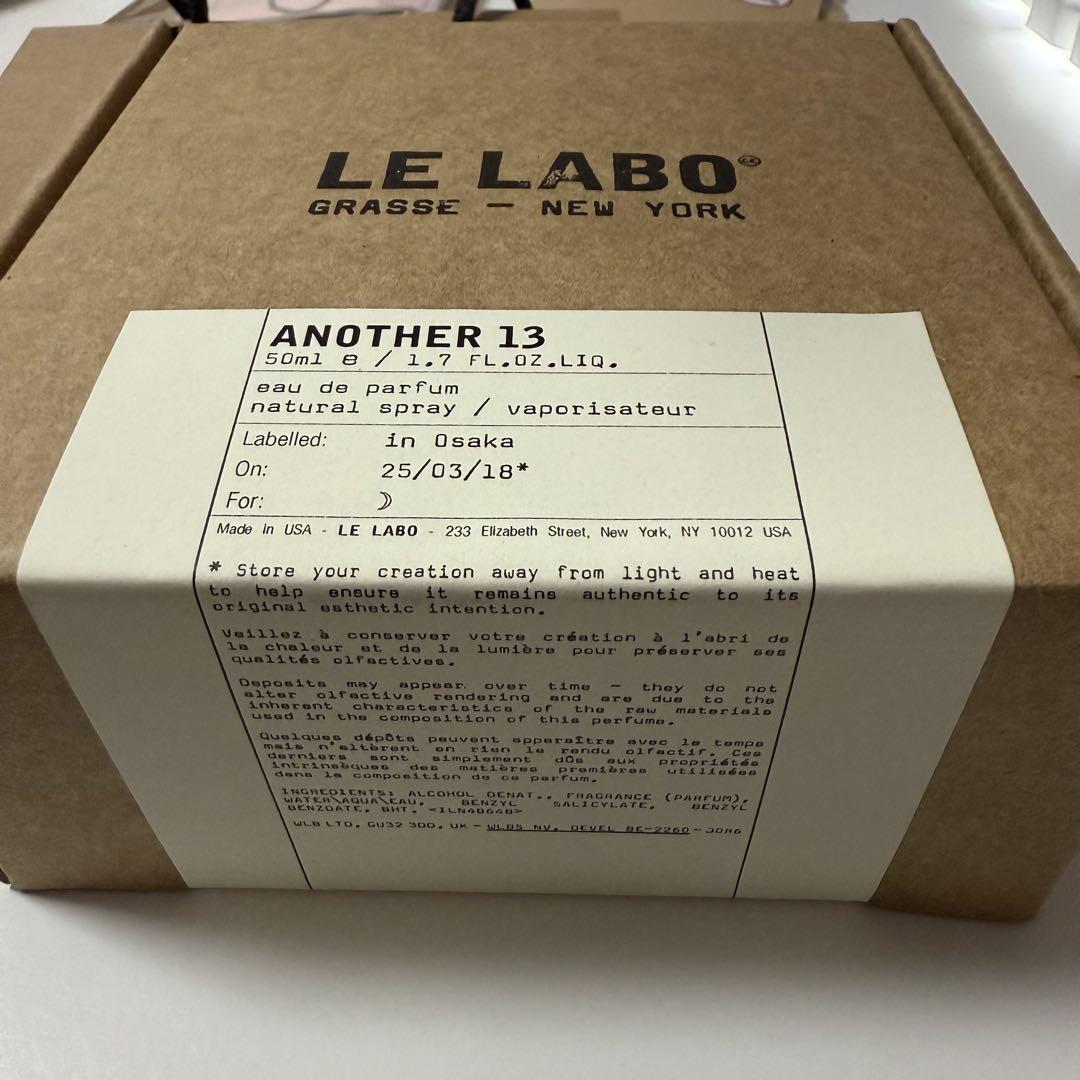 LE LABO®
GRASSE — NEW YORK
ANOTHER 13
50ml e / 1.7 FL.OZ.LIQ.
eau de parfum
natural spray / vaporisateur
Labelled: in Osaka
On: 25/03/18*
For: ☽
Made in USA - LE LABO - 233 Elizabeth Street, New York, NY 10012 USA
* Store your creation away from light and heat
to help ensure it remains authentic to its
original esthetic intention.
Veillez à conserver votre création à l'abri de
la chaleur et de la lumière pour préserver ses
qualités olfactives.
Deposits may appear over time — they do not
alter olfactive rendering and are due to the
inherent characteristics of the raw materials
used in the composition of this perfume.
Quelques dépôts peuvent apparaître avec le temps
mais n'altèrent en rien le rendu olfactif. Ces
derniers sont simplement dûs aux propriétés
intrinsèques des matières premières utilisées
dans la composition de ce parfum.
INGREDIENTS: ALCOHOL DENAT., FRAGRANCE (PARFUM),
WATER\AQUA\EAU, BENZYL SALICYLATE, BENZYL
BENZOATE, BHT. <ILN48648>
WLB LTD, GU32 3DD, UK – WLBS NV, OEVEL BE-2260 –